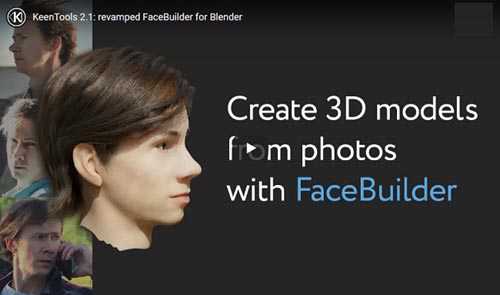 KeenTools 2.1: revamped FaceBuilder for Blender
Create 3D models
from photos
with FaceBuilder